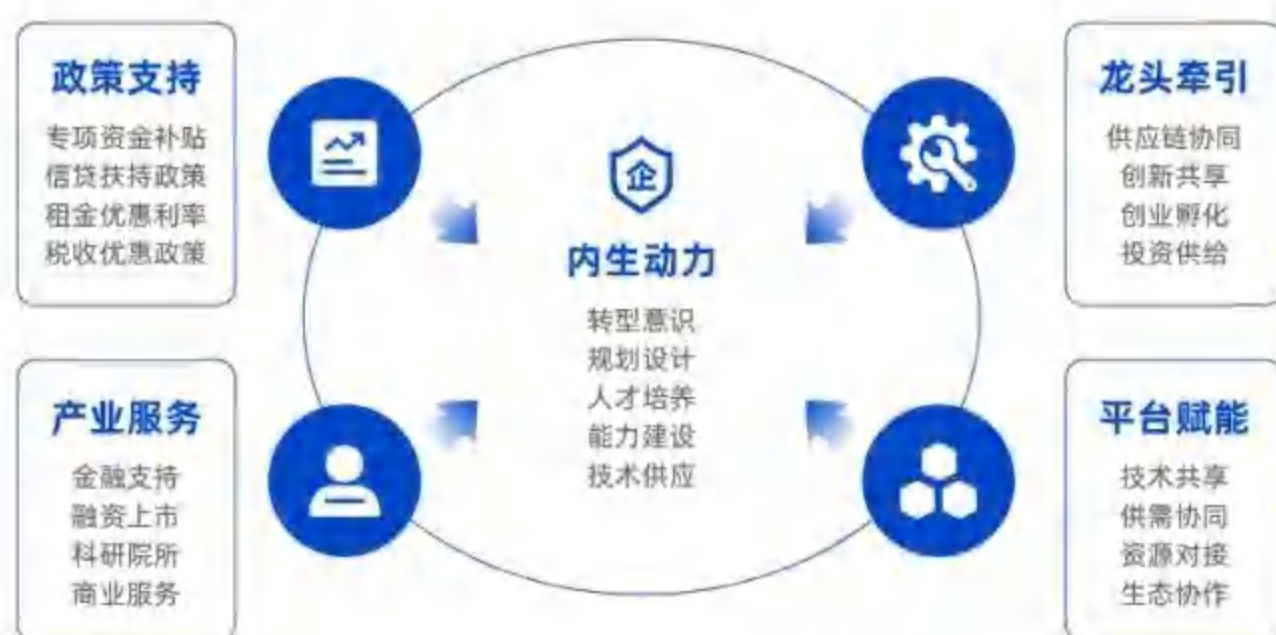 政策支持
专项资金补贴
信贷扶持政策
租金优惠利率
税收优惠政策
龙头牵引
供应链协同
创新共享
创业孵化
投资供给
企
内生动力
转型意识
规划设计
人才培养
能力建设
技术供应
产业服务
金融支持
融资上市
科研院所
商业服务
平台赋能
技术共享
供需协同
资源对接
生态协作